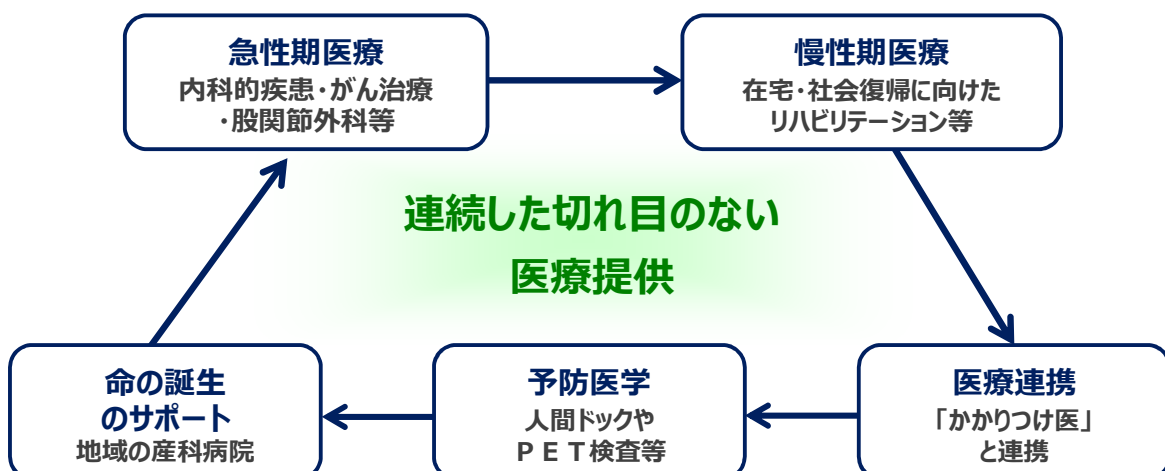 急性期医療
内科的疾患・がん治療
・股関節外科等
慢性期医療
在宅・社会復帰に向けた
リハビリテーション等
連続した切れ目のない
医療提供
命の誕生
のサポート
地域の産科病院
予防医学
人間ドックや
ＰＥＴ検査等
医療連携
「かかりつけ医」
と連携